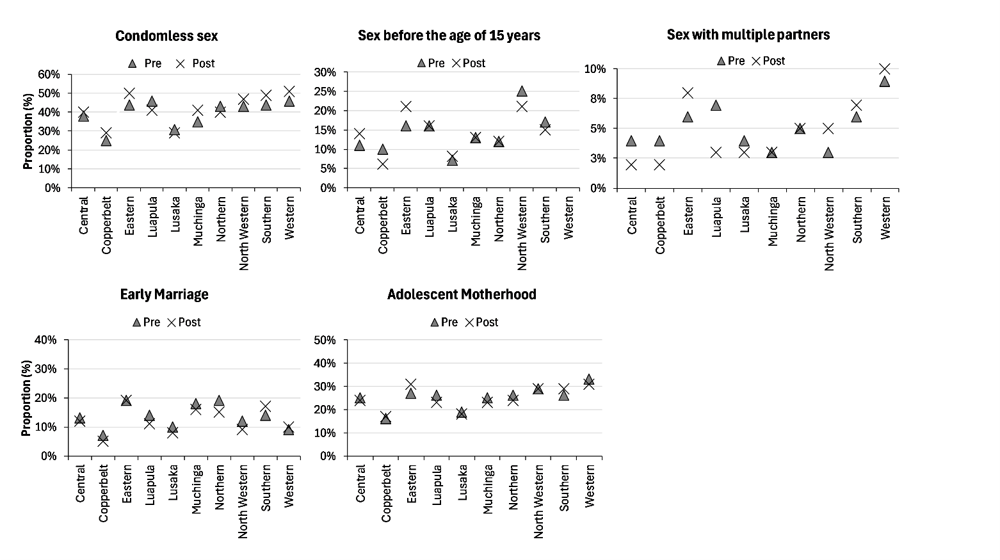 Condomless sex
Pre Post
60%
50%
40%
30%
20%
10%
0%
Proportion (%)
Central
Copperbelt
Eastern
Luapula
Lusaka
Muchinga
Northern
North Western
Southern
Western
Sex before the age of 15 years
Pre Post
30%
25%
20%
15%
10%
5%
0%
Central
Copperbelt
Eastern
Luapula
Lusaka
Muchinga
Northern
North Western
Southern
Western
Sex with multiple partners
Pre Post
10%
8%
5%
3%
0%
Central
Copperbelt
Eastern
Luapula
Lusaka
Muchinga
Northern
North Western
Southern
Western
Early Marriage
Pre Post
40%
30%
20%
10%
0%
Proportion (%)
Central
Copperbelt
Eastern
Luapula
Lusaka
Muchinga
Northern
North Western
Southern
Western
Adolescent Motherhood
Pre Post
50%
40%
30%
20%
10%
0%
Central
Copperbelt
Eastern
Luapula
Lusaka
Muchinga
Northern
North Western
Southern
Western